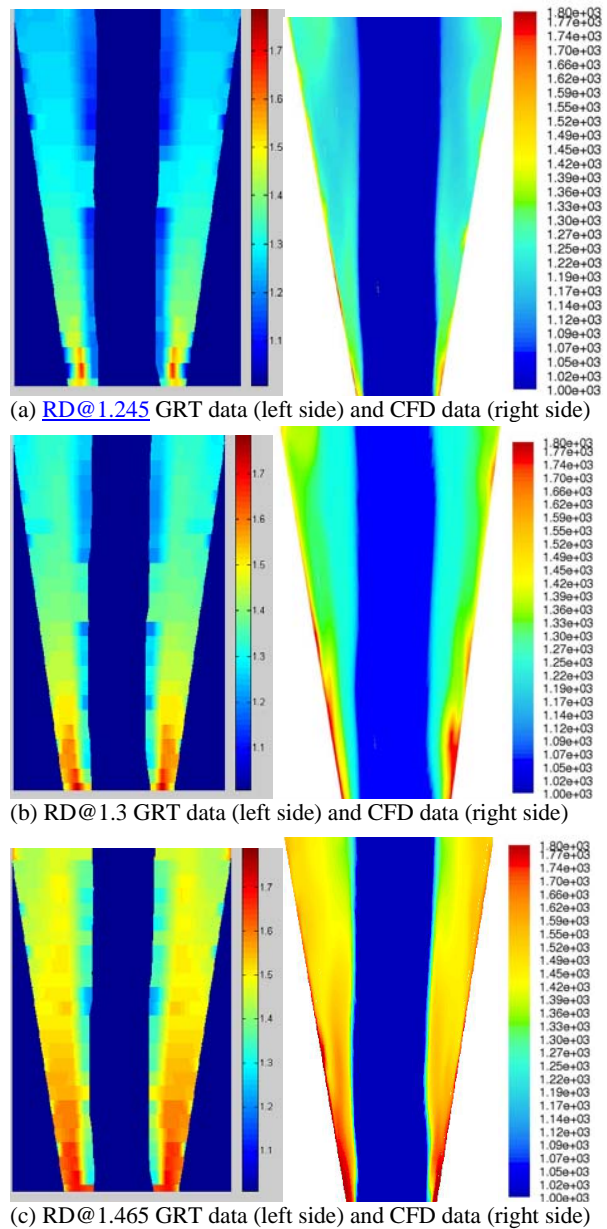 1.5
1.4
1.3
1.2
1.1
1.80e+03
1.77e+03
1.74e+03
1.70e+03
1.66e+03
1.62e+03
1.59e+03
1.55e+03
1.52e+03
1.49e+03
1.45e+03
1.42e+03
1.39e+03
1.36e+03
1.33e+03
1.30e+03
1.27e+03
1.25e+03
1.22e+03
1.20e+03
1.17e+03
1.14e+03
1.12e+03
1.09e+03
1.07e+03
1.05e+03
1.02e+03
1.00e+03
(a) RD@1.245 GRT data (left side) and CFD data (right side)
1.7
1.6
1.5
1.4
1.3
1.2
1.1
1.80e+03
1.77e+03
1.74e+03
1.70e+03
1.66e+03
1.62e+03
1.59e+03
1.55e+03
1.52e+03
1.49e+03
1.45e+03
1.42e+03
1.39e+03
1.36e+03
1.33e+03
1.30e+03
1.27e+03
1.25e+03
1.22e+03
1.20e+03
1.17e+03
1.14e+03
1.12e+03
1.09e+03
1.07e+03
1.05e+03
1.02e+03
1.00e+03
(b) RD@1.3 GRT data (left side) and CFD data (right side)
1.7
1.6
1.5
1.4
1.3
1.2
1.1
1.80e+03
1.77e+03
1.74e+03
1.70e+03
1.66e+03
1.62e+03
1.59e+03
1.55e+03
1.52e+03
1.49e+03
1.45e+03
1.42e+03
1.39e+03
1.36e+03
1.33e+03
1.30e+03
1.27e+03
1.25e+03
1.22e+03
1.20e+03
1.17e+03
1.14e+03
1.12e+03
1.09e+03
1.07e+03
1.05e+03
1.02e+03
1.00e+03
(c) RD@1.465 GRT data (left side) and CFD data (right side)